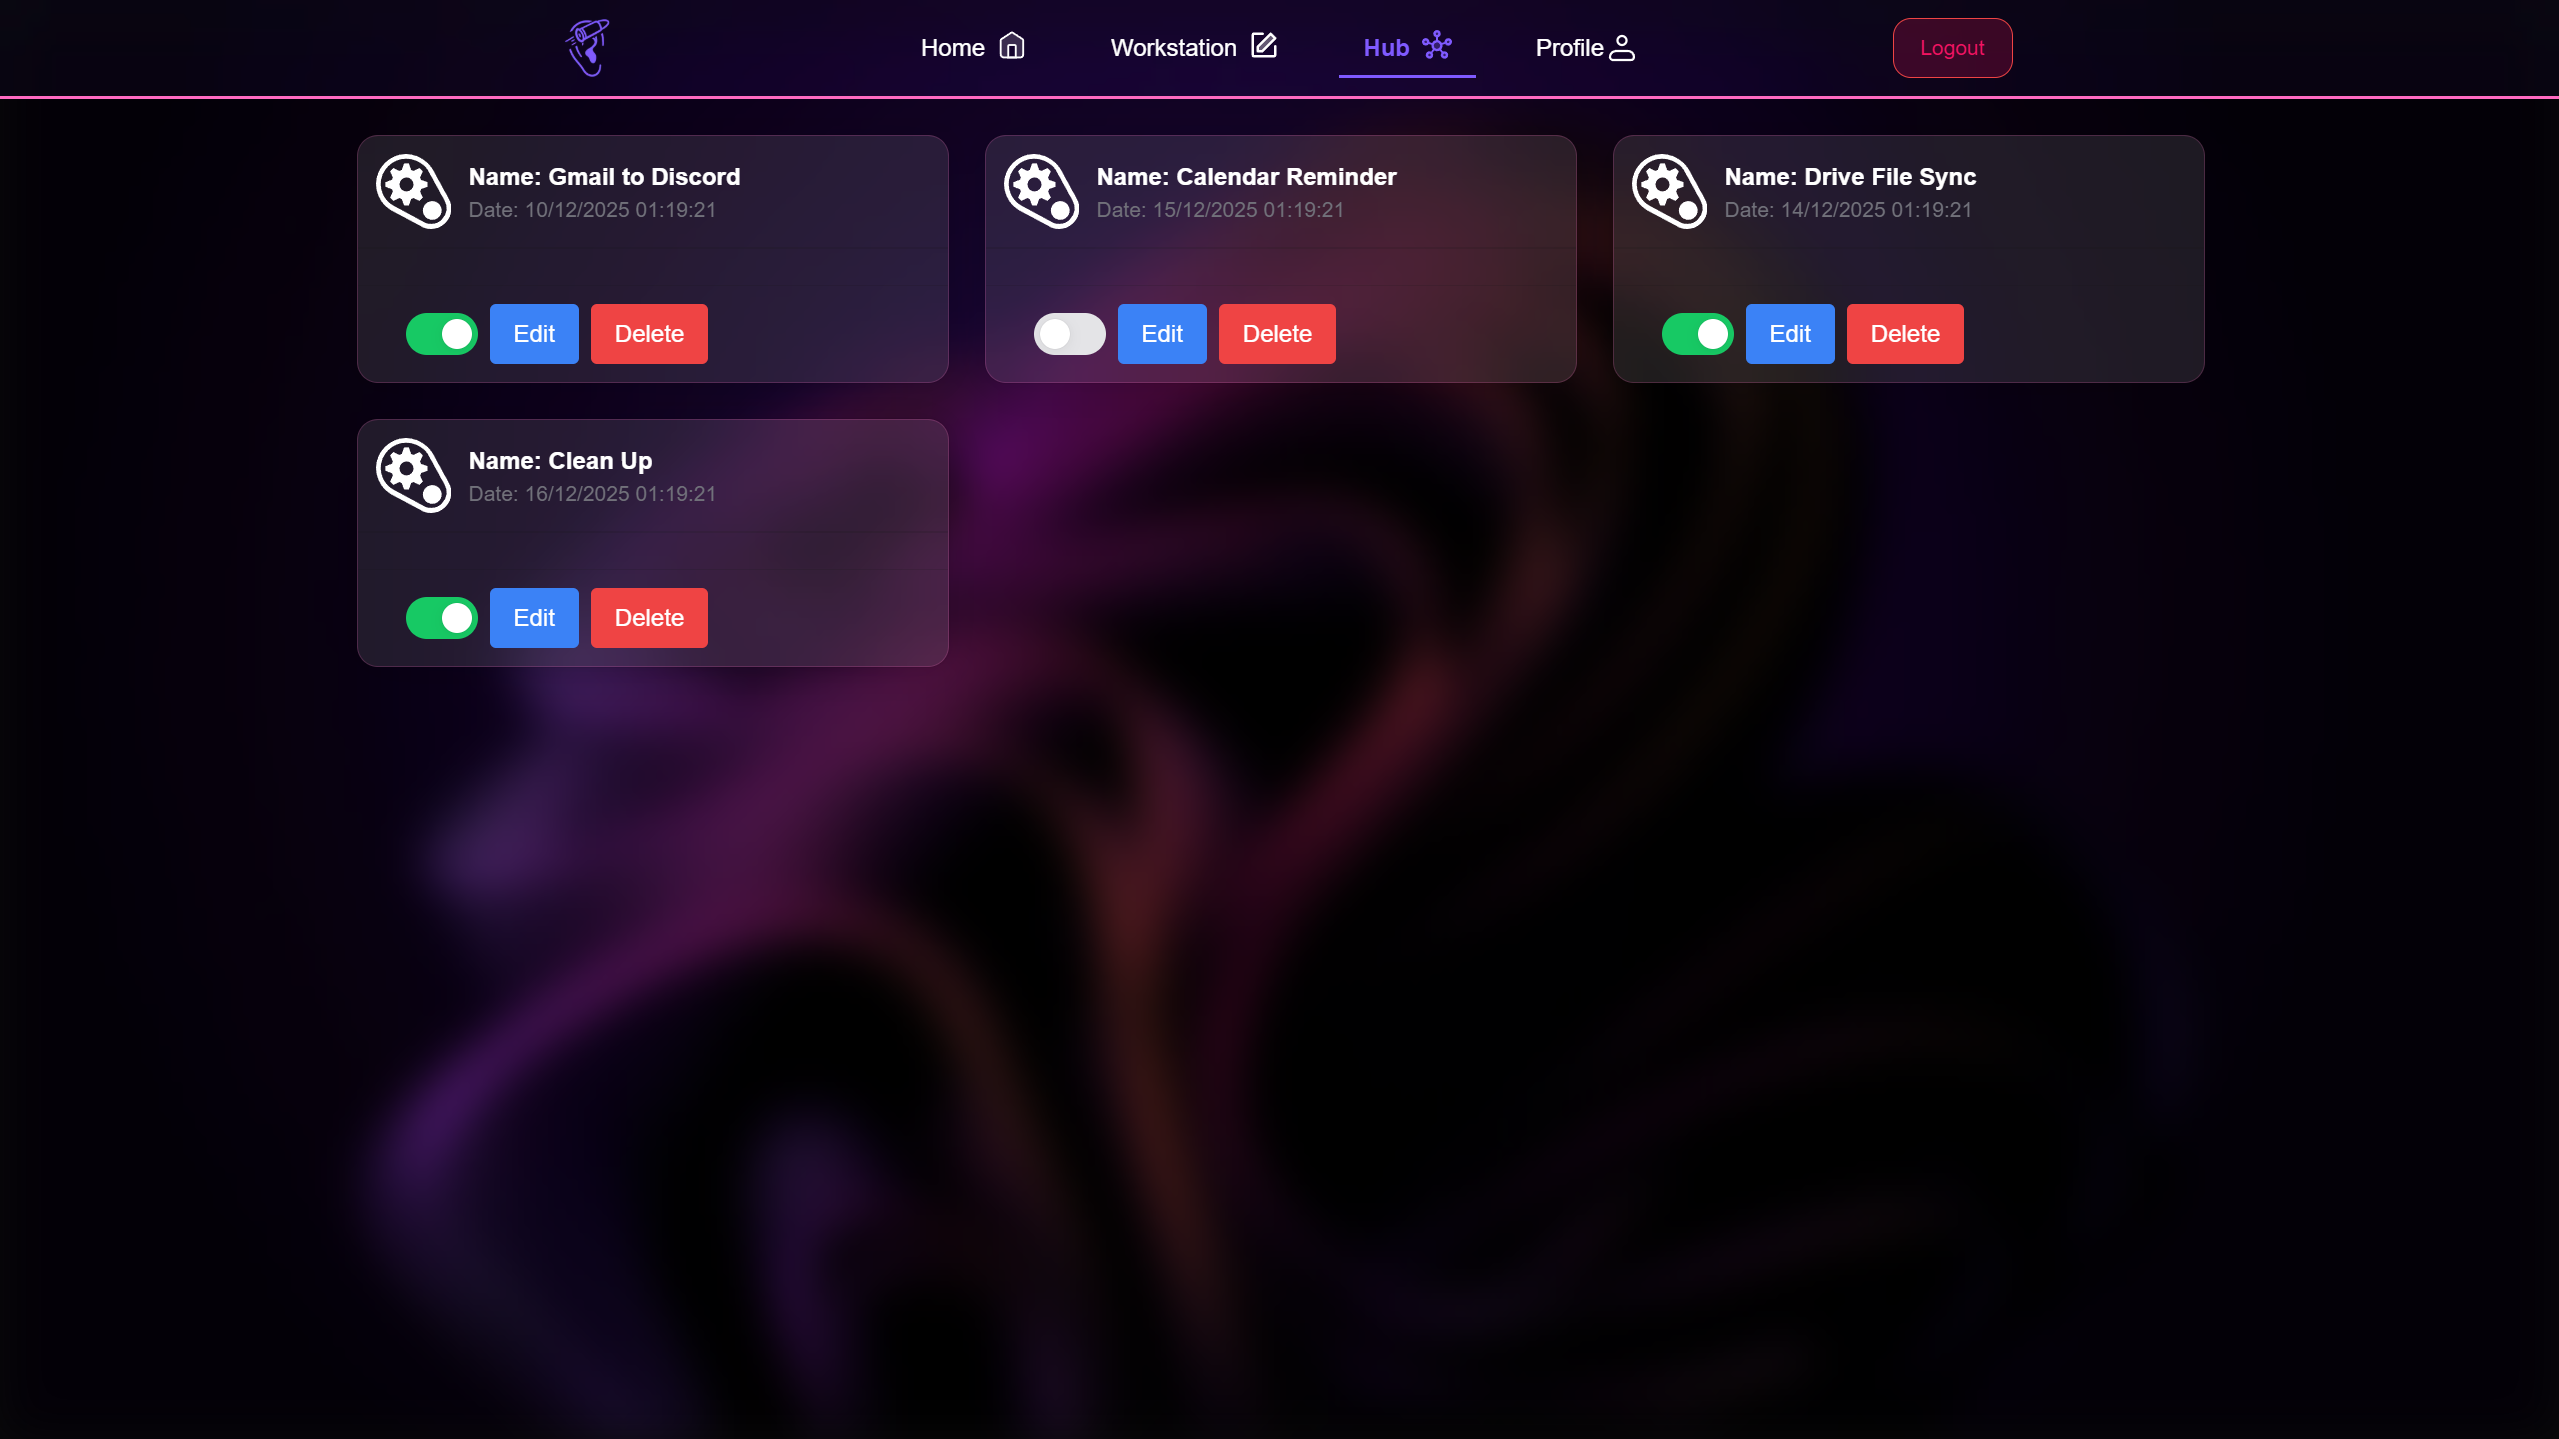 Home
Workstation
Hub
Profile
Logout
Name: Gmail to Discord
Date: 10/12/2025 01:19:21
Edit
Delete
Name: Calendar Reminder
Date: 15/12/2025 01:19:21
Edit
Delete
Name: Drive File Sync
Date: 14/12/2025 01:19:21
Edit
Delete
Name: Clean Up
Date: 16/12/2025 01:19:21
Edit
Delete